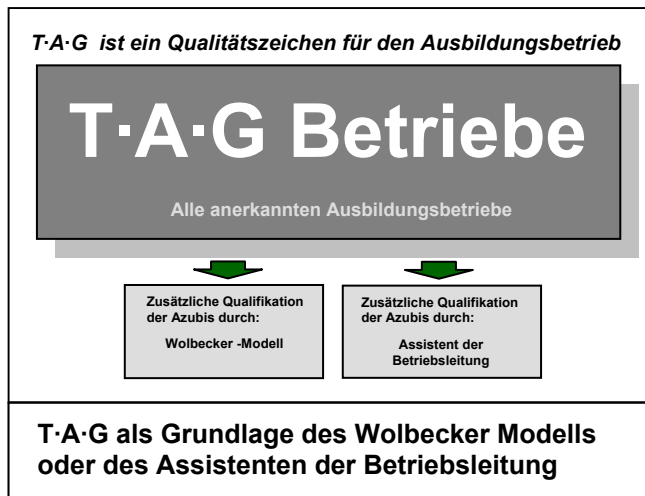 T·A·G ist ein Qualitätszeichen für den Ausbildungsbetrieb
T·A·G Betriebe
Alle anerkannten Ausbildungsbetriebe
Zusätzliche Qualifikation
der Azubis durch:
Wolbecker -Modell
Zusätzliche Qualifikation
der Azubis durch:
Assistent der
Betriebsleitung
T·A·G als Grundlage des Wolbecker Modells
oder des Assistenten der Betriebsleitung